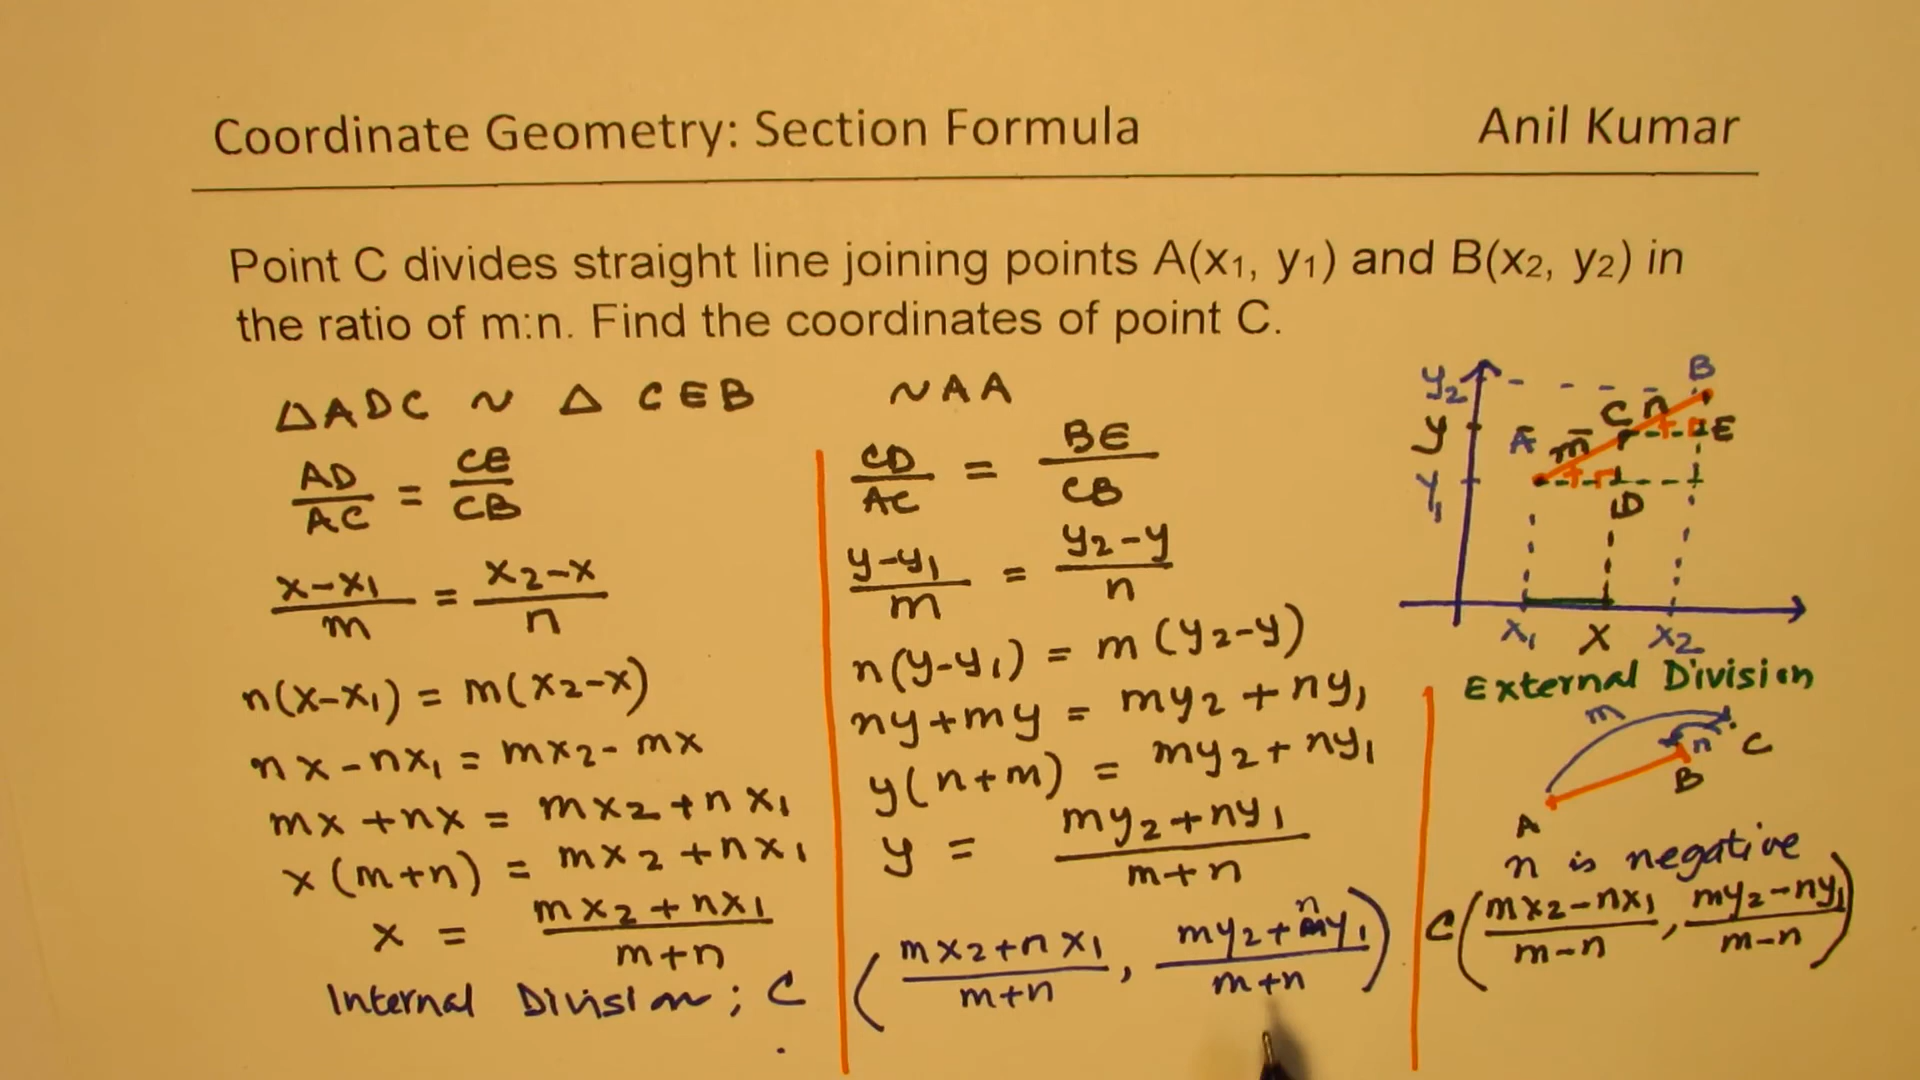 Coordinate Geometry: Section Formula
Anil Kumar
Point C divides straight line joining points A(x₁, y₁) and B(x₂, y₂) in
the ratio of m:n. Find the coordinates of point C.
△ADC ~ △ CEB ~AA
AD/AC = CE/CB
(x-x₁)/m = (x₂-x)/n
n(x-x₁) = m(x₂-x)
nx-nx₁ = mx₂-mx
mx+nx = mx₂+nx₁
x(m+n) = mx₂+nx₁
x = (mx₂+nx₁)/(m+n)
CD/AC = BE/CB
(y-y₁)/m = (y₂-y)/n
n(y-y₁) = m(y₂-y)
ny+my = my₂+ny₁
y(n+m) = my₂+ny₁
y = (my₂+ny₁)/(m+n)
Internal Division; C ((mx₂+nx₁)/(m+n), (my₂+ny₁)/(m+n))
y₂ B
y A m C n E
y₁ D
x₁ x x₂
External Division
m
n C
B
A
n is negative
C((mx₂-nx₁)/(m-n), (my₂-ny₁)/(m-n))